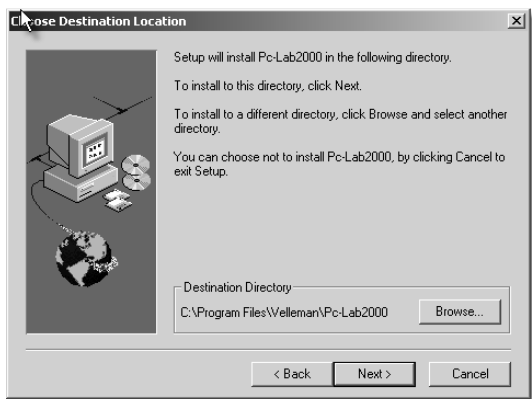 Choose Destination Location
Setup will install Pc-Lab2000 in the following directory.
To install to this directory, click Next.
To install to a different directory, click Browse and select another
directory.
You can choose not to install Pc-Lab2000, by clicking Cancel to
exit Setup.
Destination Directory
C:\Program Files\Velleman\Pc-Lab2000
Browse...
< Back
Next >
Cancel